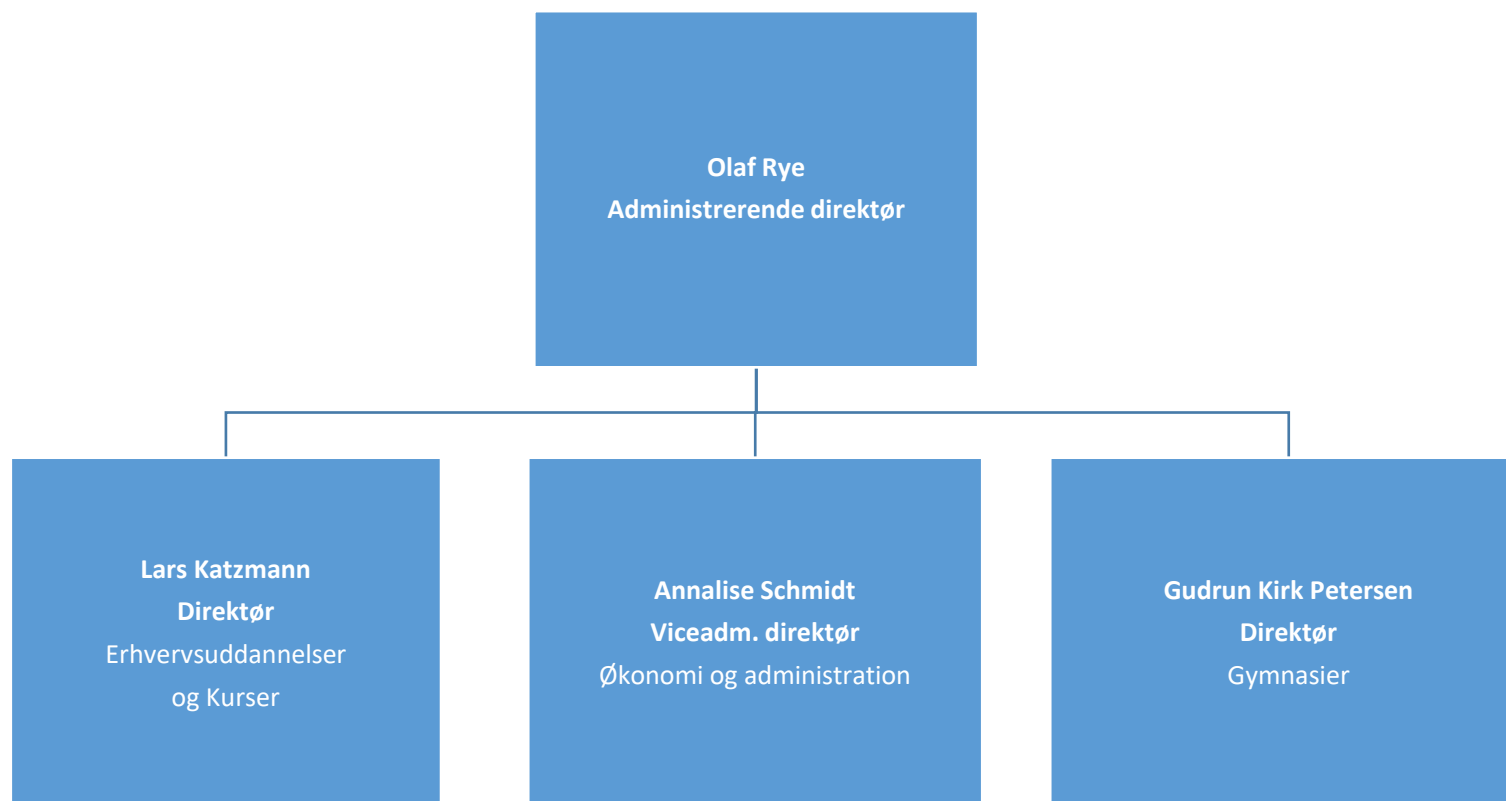 Olaf Rye
Administrerende direktør
Lars Katzmann
Direktør
Erhvervsuddannelser
og Kurser
Annalise Schmidt
Viceadm. direktør
Økonomi og administration
Gudrun Kirk Petersen
Direktør
Gymnasier